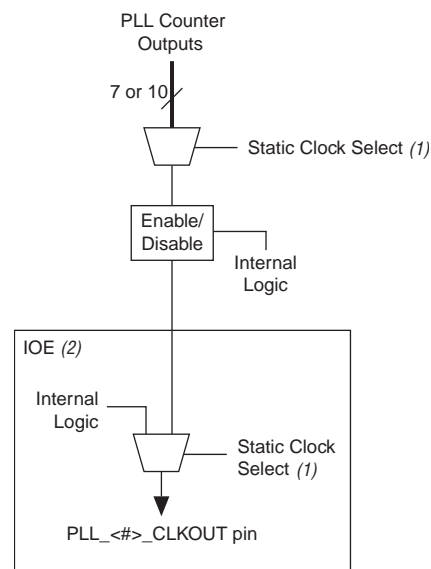 PLL Counter
Outputs
7 or 10
Static Clock Select (1)
Enable/
Disable
Internal
Logic
IOE (2)
Internal
Logic
Static Clock
Select (1)
PLL_<#>_CLKOUT pin